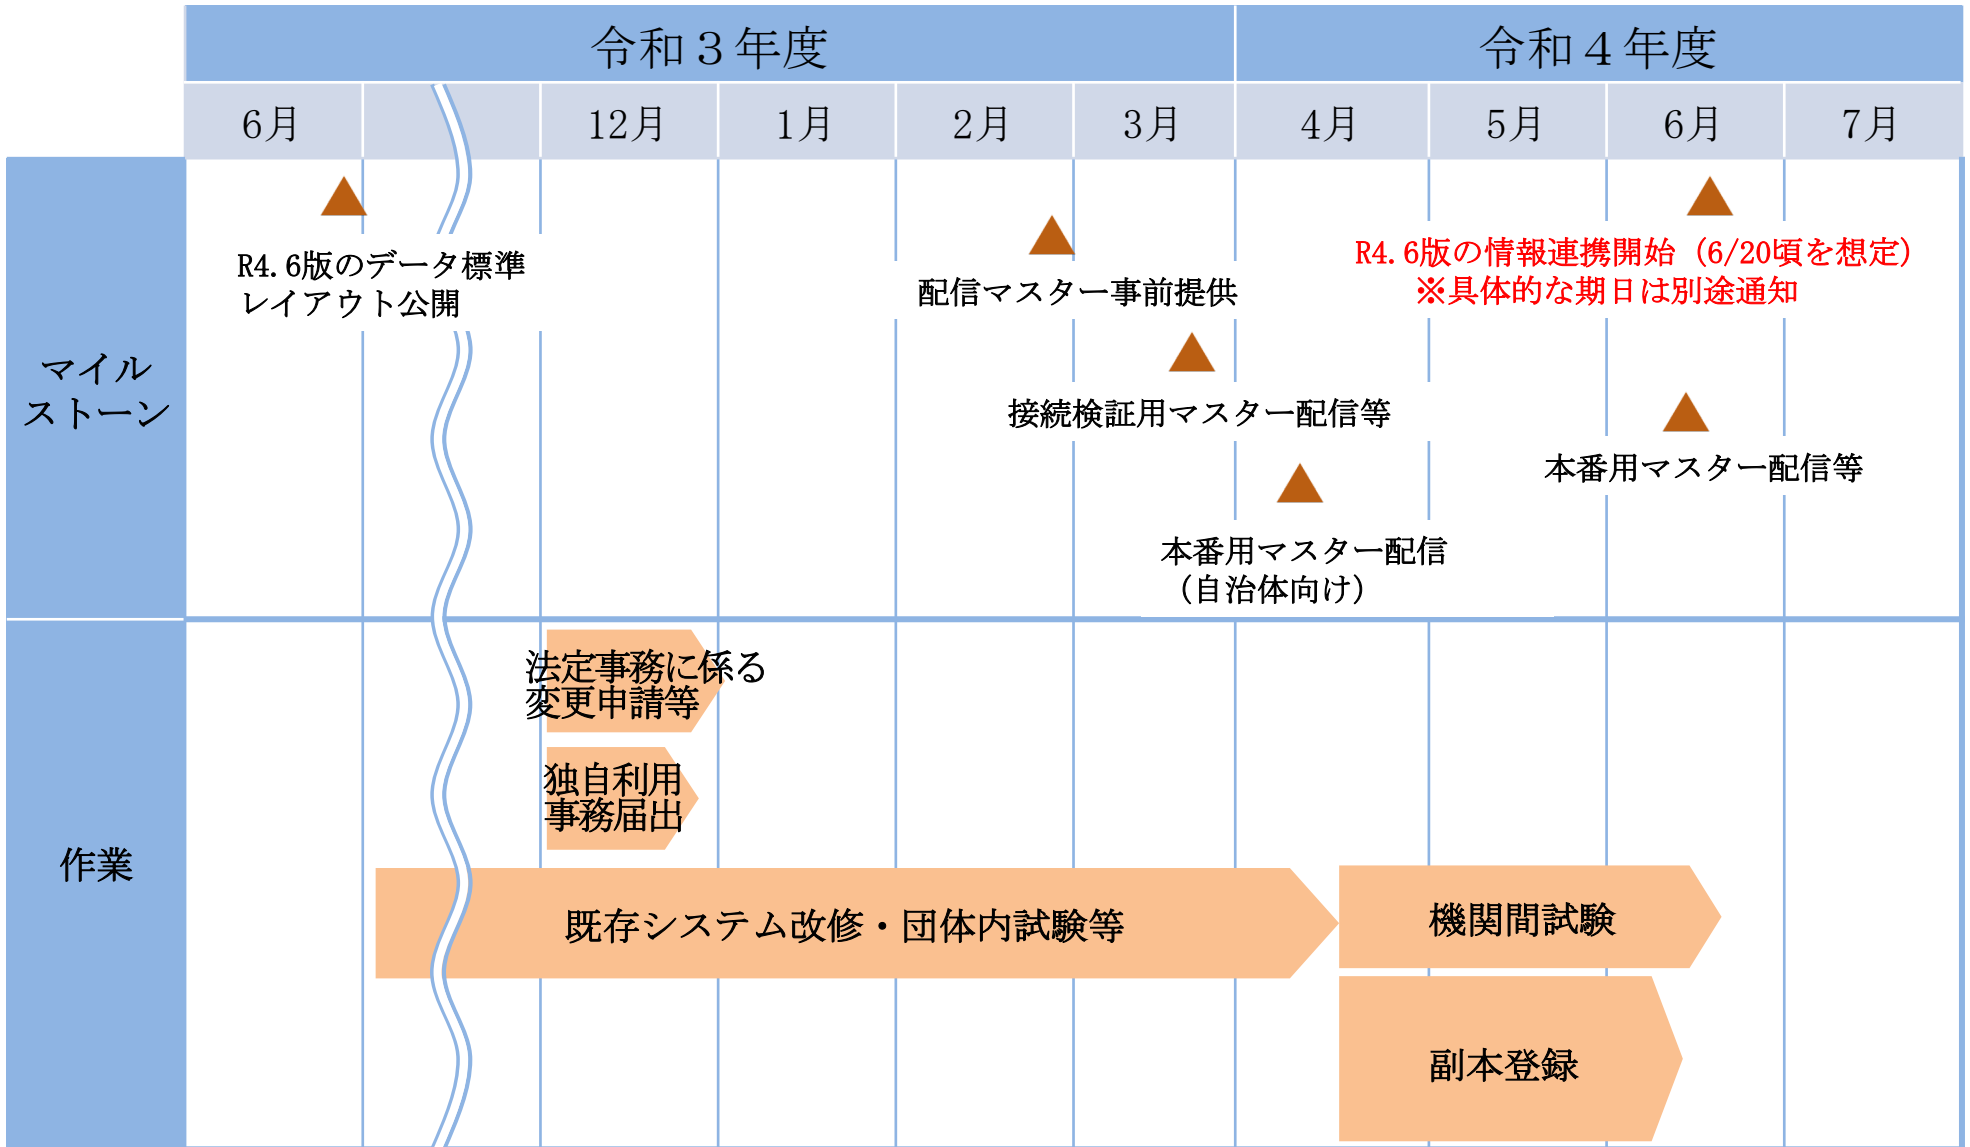 令和３年度
令和４年度
6月
12月
1月
2月
3月
4月
5月
6月
7月
マイル
ストーン
R4.6版のデータ標準
レイアウト公開
配信マスター事前提供
R4.6版の情報連携開始（6/20頃を想定）
※具体的な期日は別途通知
接続検証用マスター配信等
本番用マスター配信等
本番用マスター配信
（自治体向け）
作業
法定事務に係る
変更申請等
独自利用
事務届出
既存システム改修・団体内試験等
機関間試験
副本登録